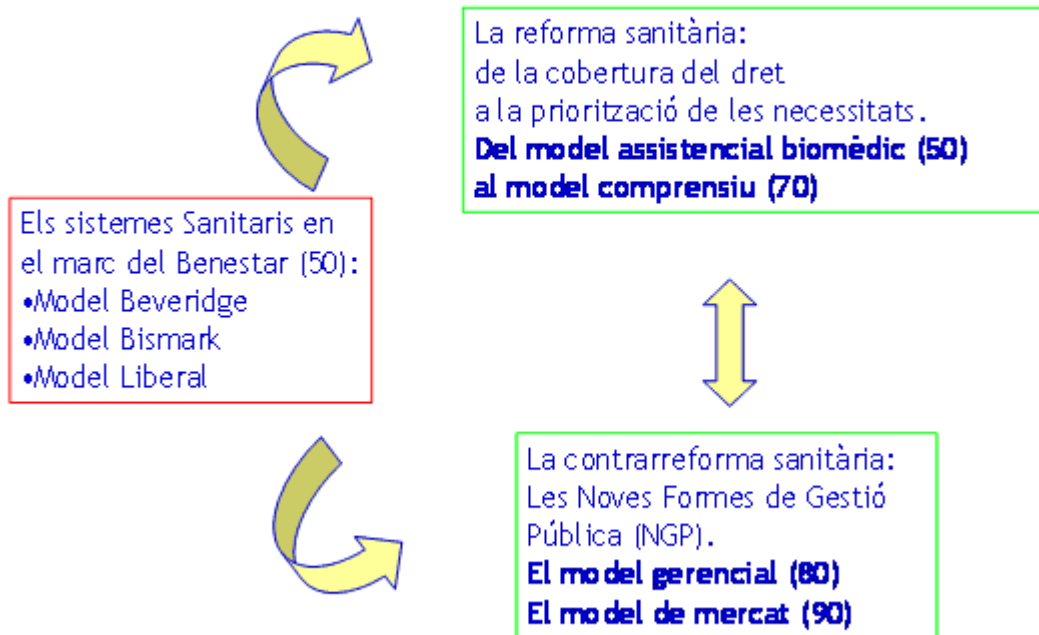 La reforma sanitària:
de la cobertura del dret
a la priorització de les necessitats.
Del model assistencial biomèdic (50)
al model comprensiu (70)
Els sistemes Sanitaris en
el marc del Benestar (50):
•Model Beveridge
•Model Bismark
•Model Liberal
La contrarreforma sanitària:
Les Noves Formes de Gestió
Pública (NGP).
El model gerencial (80)
El model de mercat (90)